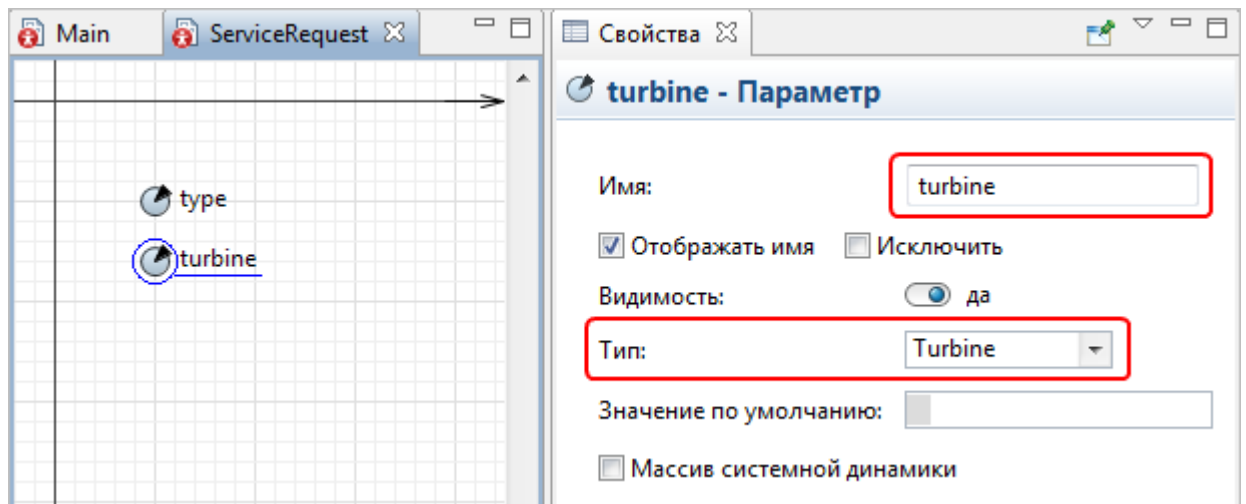 Main
ServiceRequest
type
turbine
Свойства
turbine - Параметр
Имя:
turbine
Отображать имя
Исключить
Видимость:
да
Тип:
Turbine
Значение по умолчанию:
Массив системной динамики